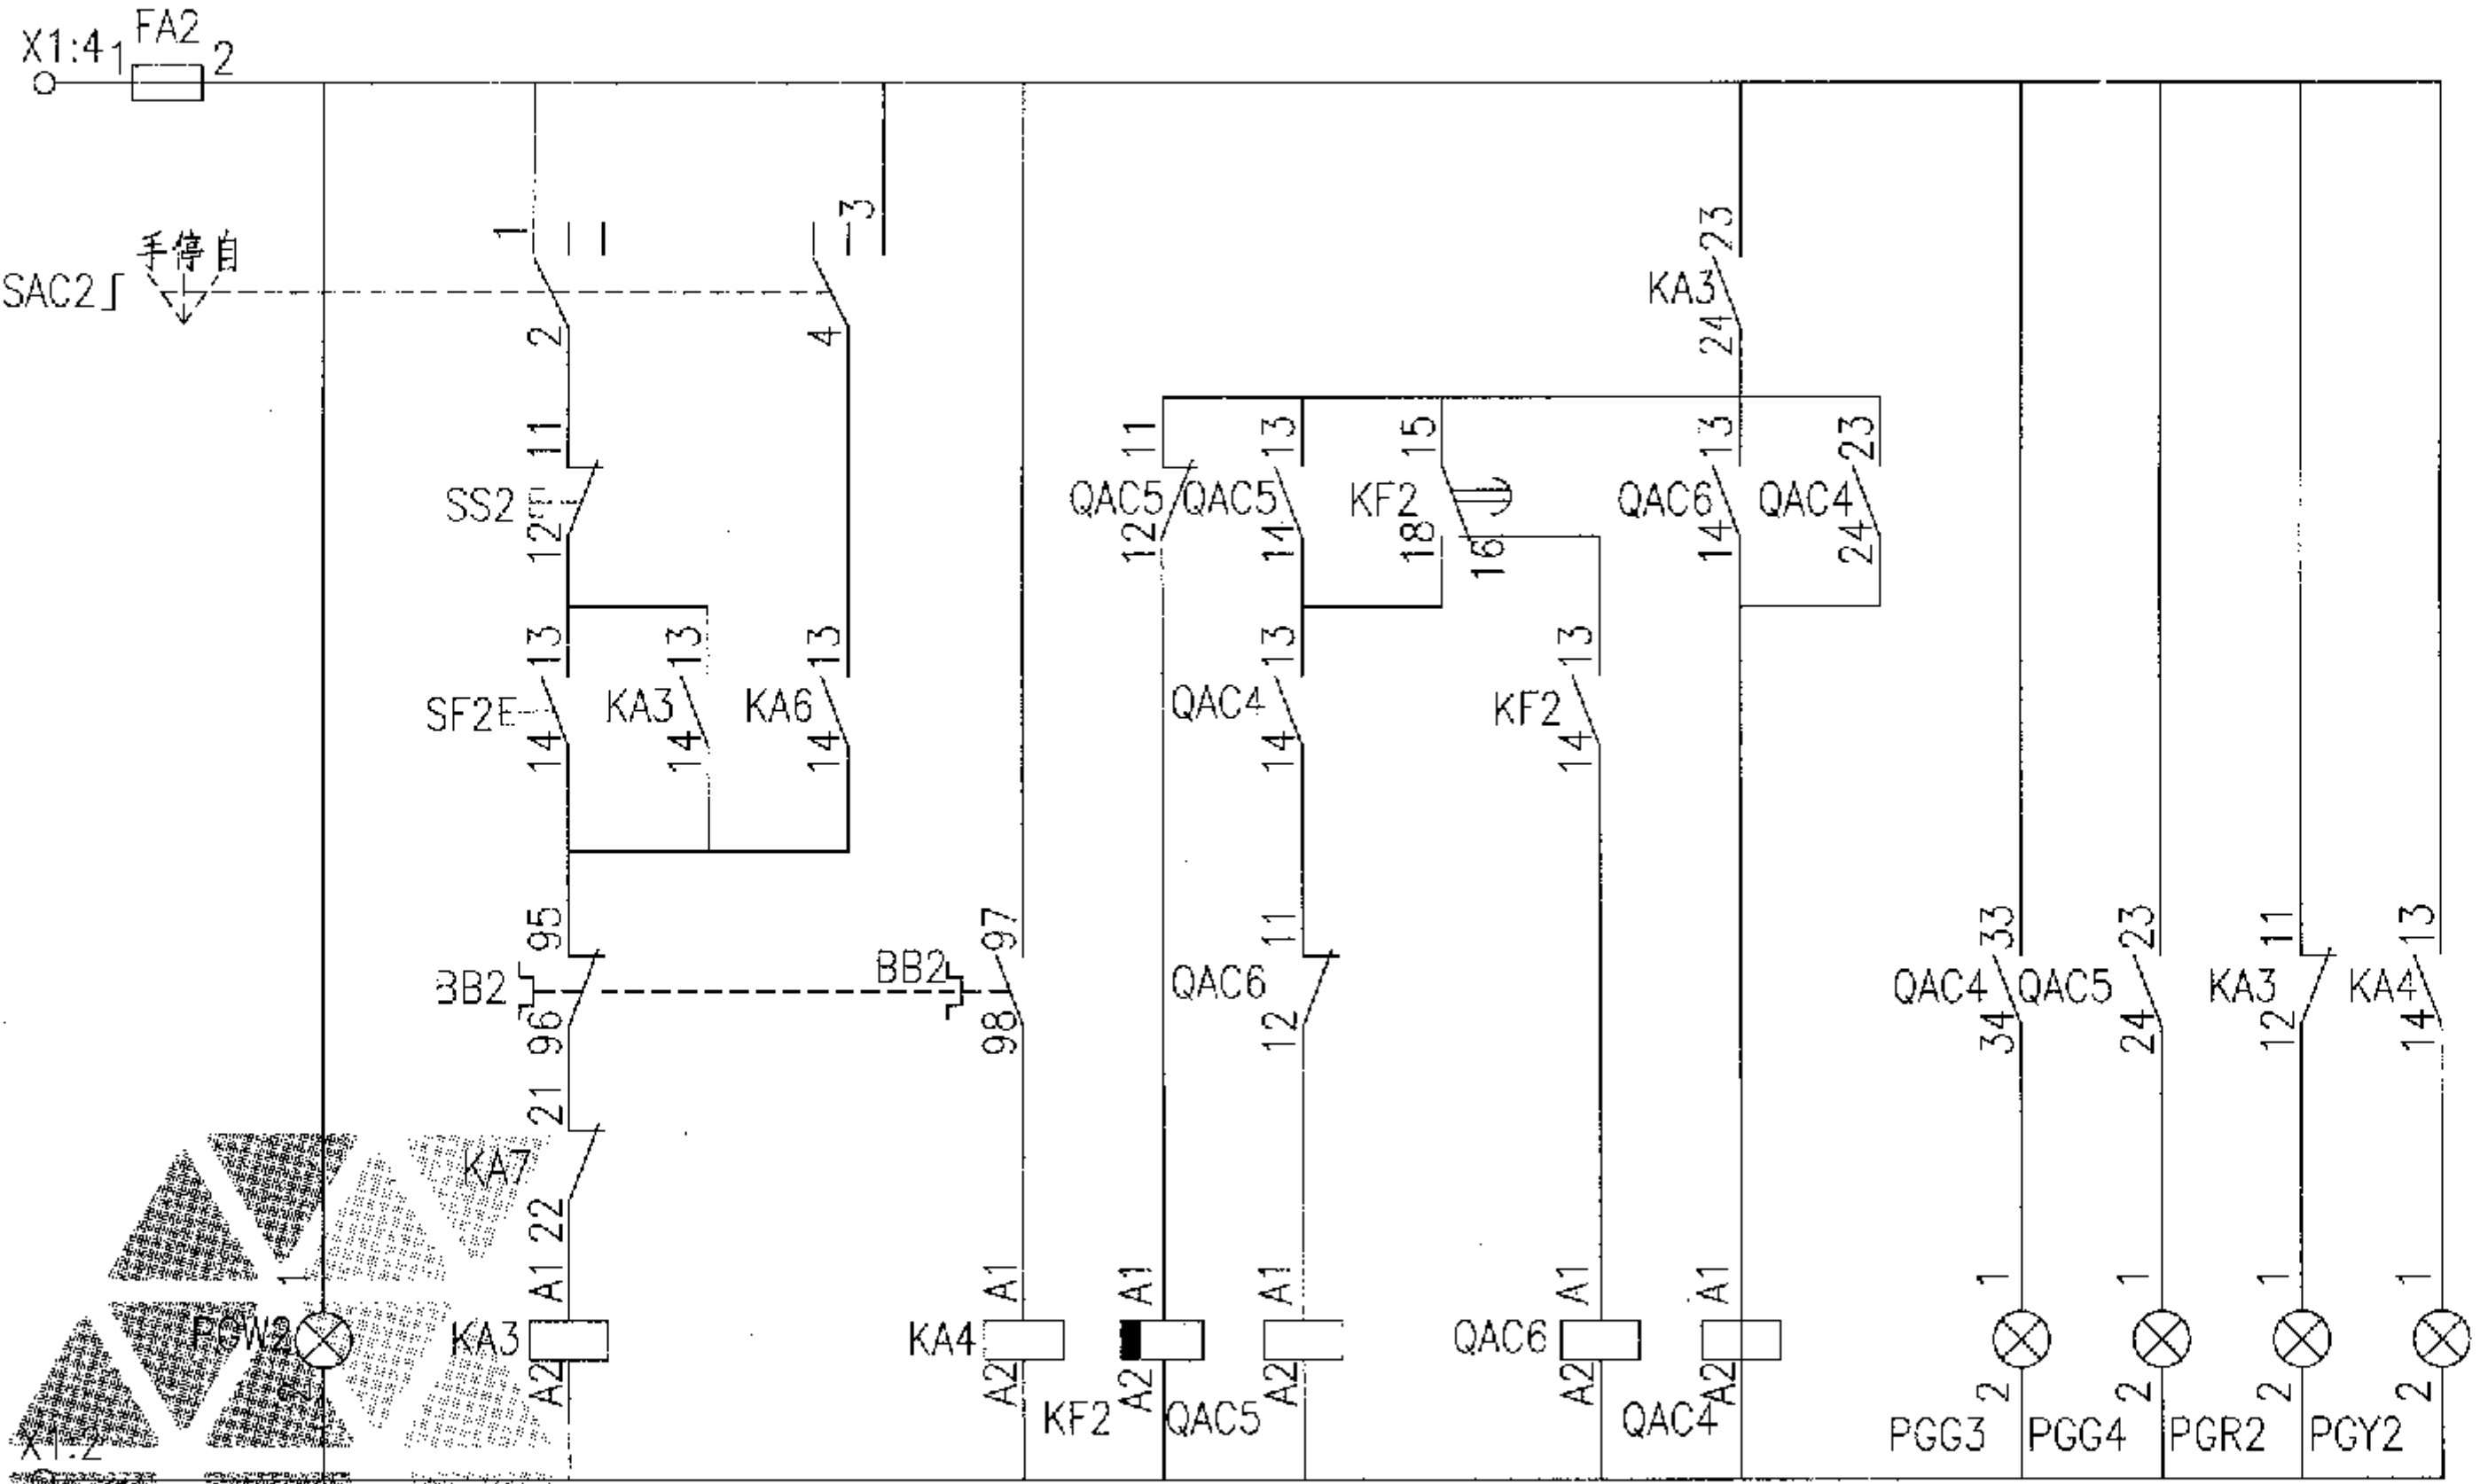 FA2
X1:4
1
2
手停自
SAC2
1
2
3
4
11
SS2
12
13
SF2
14
13
KA3
14
13
KA6
14
95
BB2
96
97
BB2
98
21
KA7
22
23
KA3
24
11
QAC5
12
13
QAC5
14
15
KF2
18
16
13
QAC6
14
23
QAC4
24
13
QAC4
14
13
KF2
14
11
QAC6
12
33
QAC4
34
23
QAC5
24
11
KA3
12
13
KA4
14
1
PGW2
2
A1
KA3
A2
A1
KA4
A2
A1
KF2
A2
A1
QAC5
A2
A1
QAC6
A2
A1
QAC4
A2
1
2
PGG3
1
2
PGG4
1
2
PGR2
1
2
PGY2
X1:2